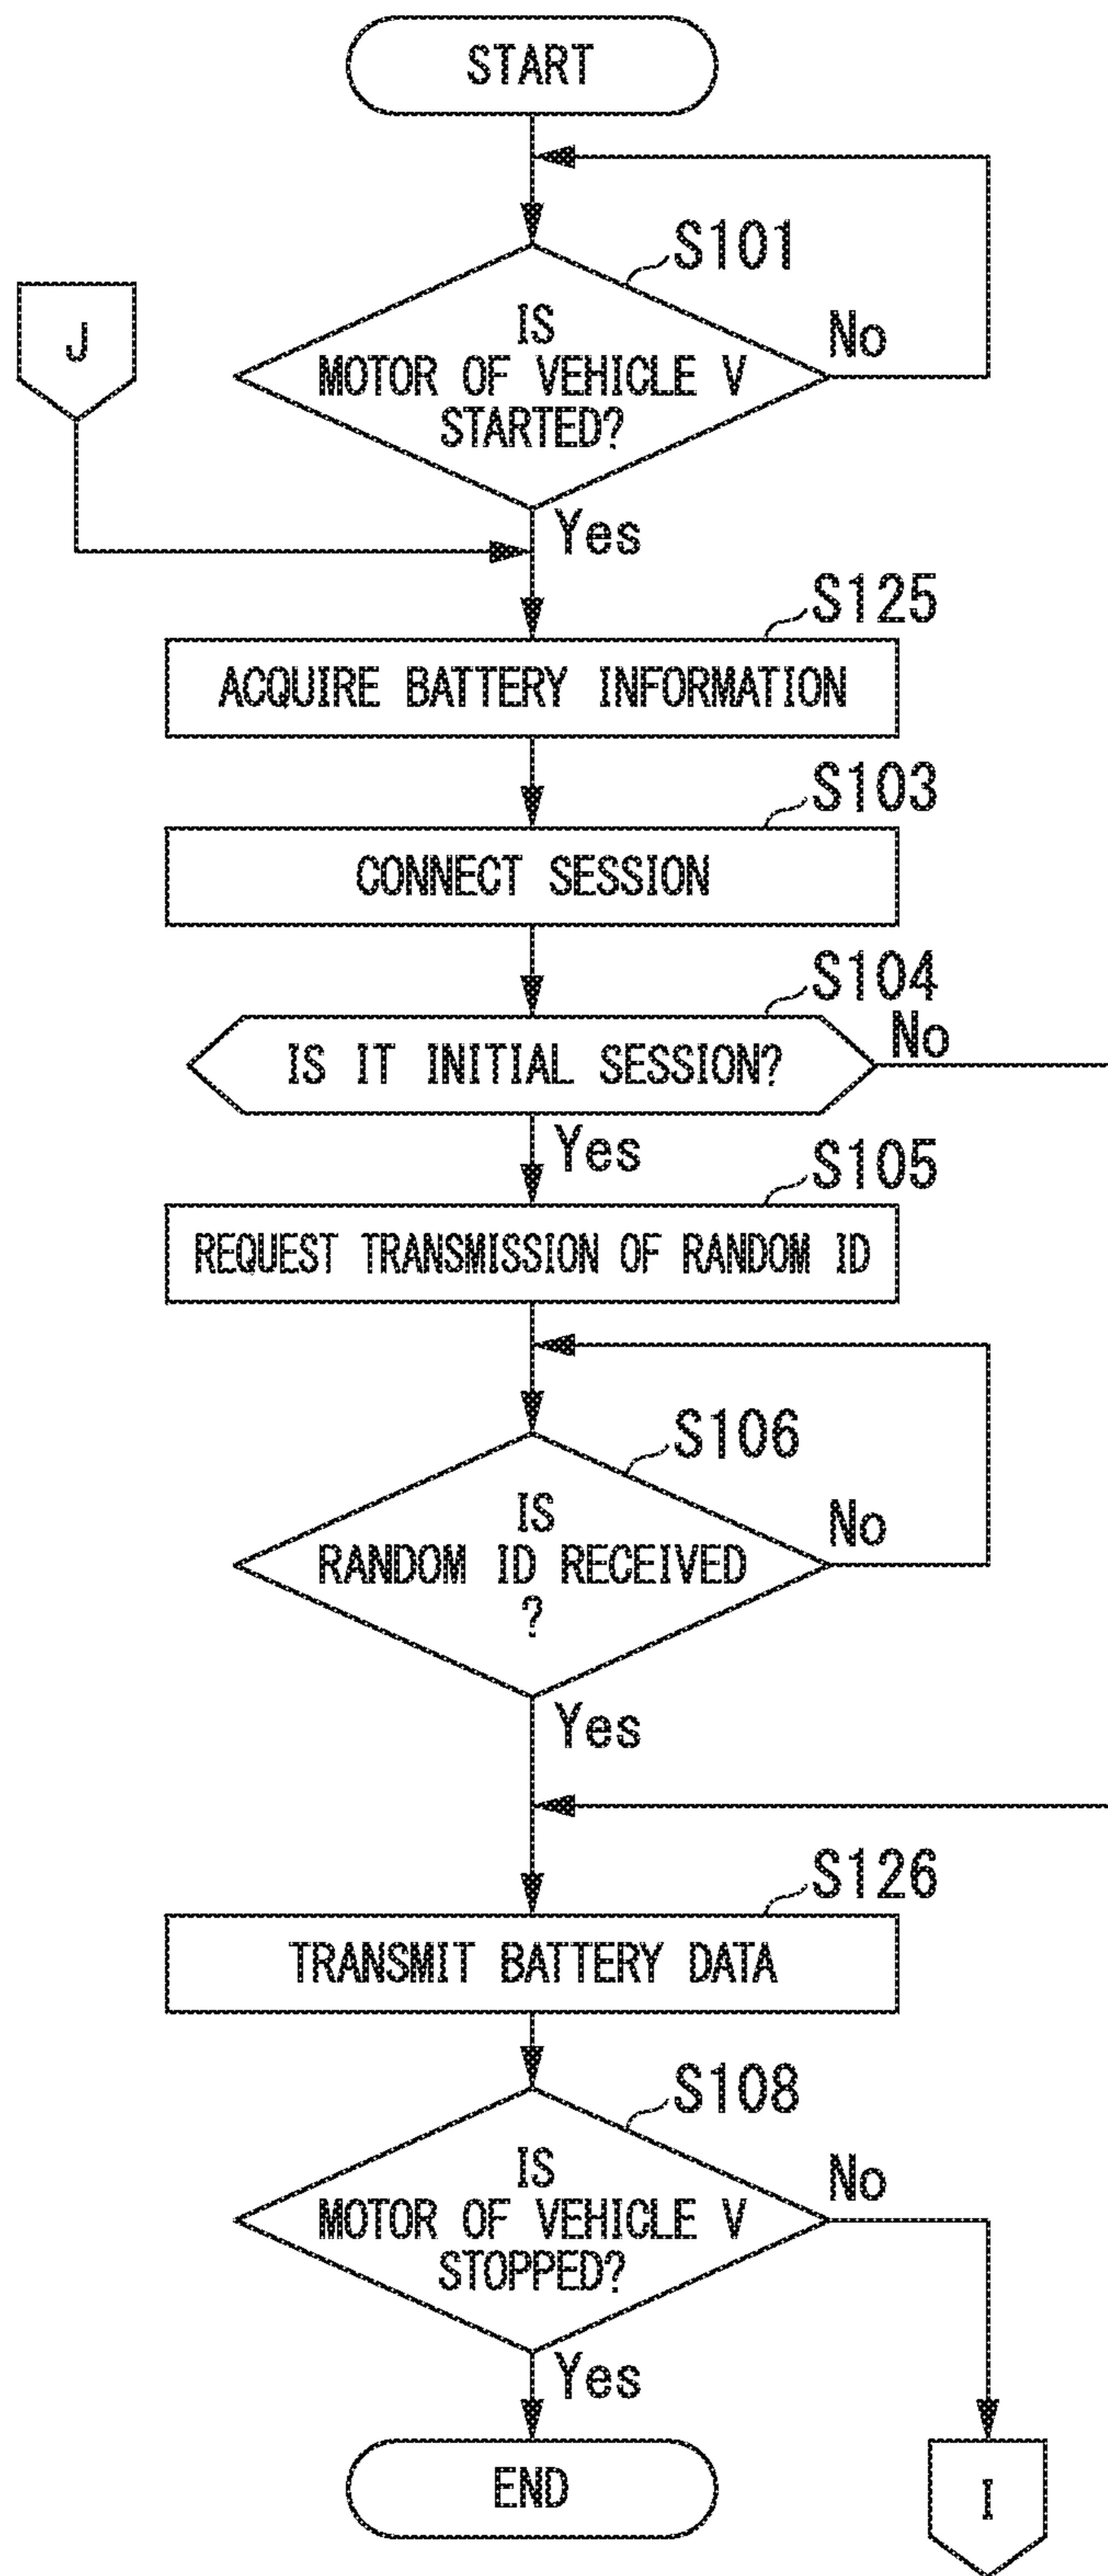 START
S101
IS
MOTOR OF VEHICLE V
STARTED?
No
J
Yes
S125
ACQUIRE BATTERY INFORMATION
S103
CONNECT SESSION
S104
IS IT INITIAL SESSION?
No
Yes
S105
REQUEST TRANSMISSION OF RANDOM ID
S106
IS
RANDOM ID RECEIVED
?
No
Yes
S126
TRANSMIT BATTERY DATA
S108
IS
MOTOR OF VEHICLE V
STOPPED?
No
Yes
END
I